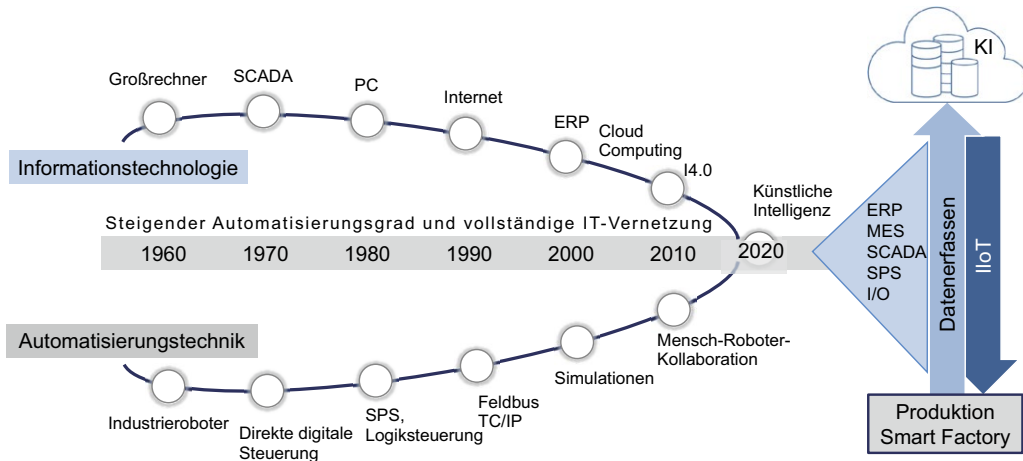 Großrechner
SCADA
PC
Internet
ERP
Cloud
Computing
I4.0
Künstliche
Intelligenz
Informationstechnologie
Steigender Automatisierungsgrad und vollständige IT-Vernetzung
1960 1970 1980 1990 2000 2010 2020
Automatisierungstechnik
Industrieroboter
Direkte digitale
Steuerung
SPS,
Logiksteuerung
Feldbus
TC/IP
Simulationen
Mensch-Roboter-
Kollaboration
KI
ERP
MES
SCADA
SPS
I/O
Datenerfassen
IIoT
Produktion
Smart Factory